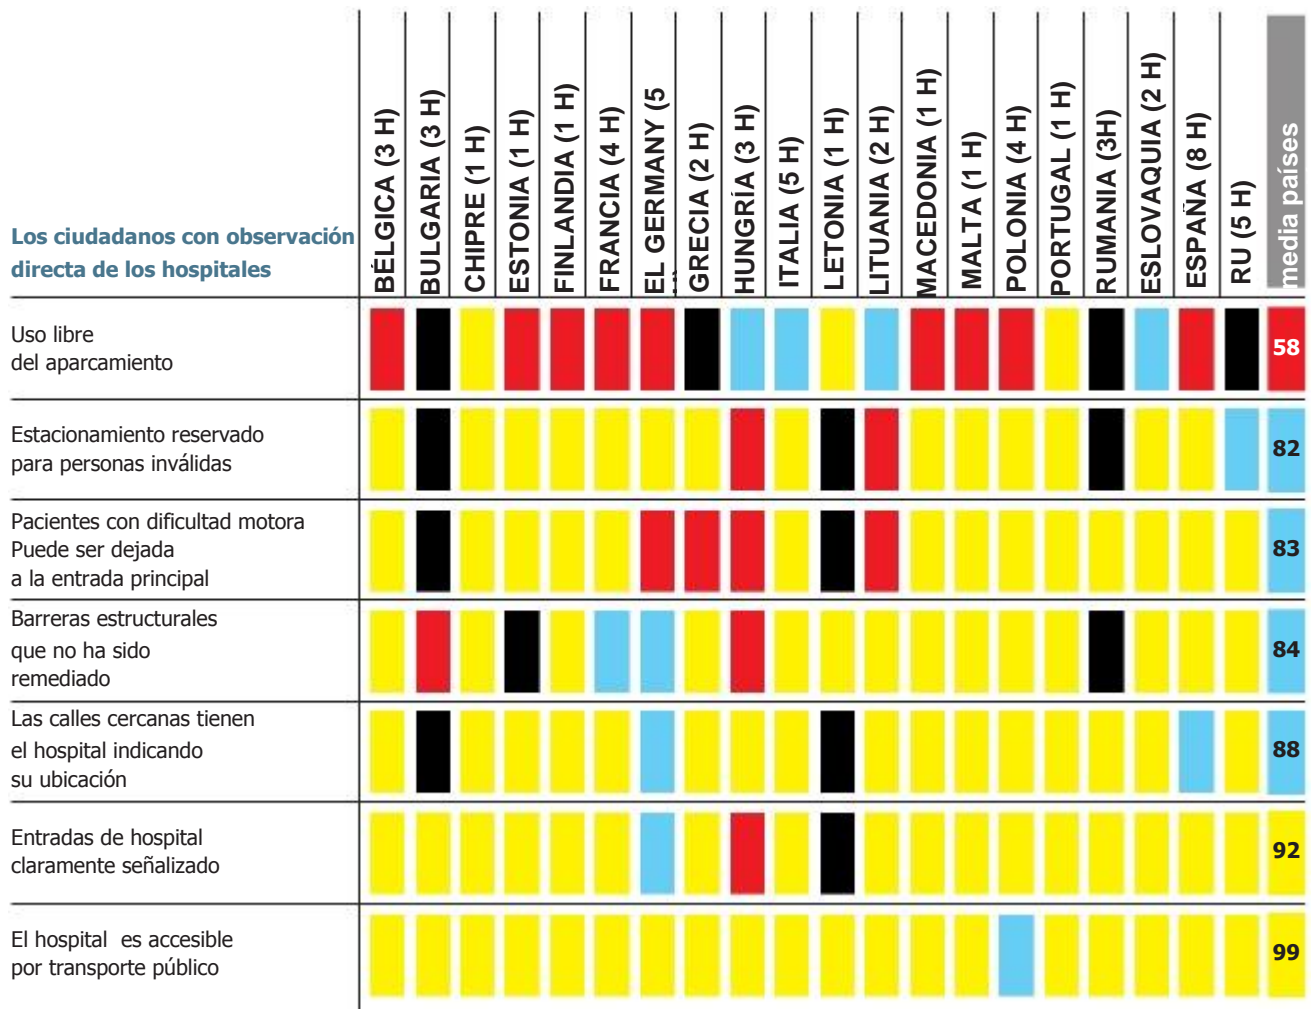 Los ciudadanos con observación
directa de los hospitales
BÉLGICA (3 H)
BULGARIA (3 H)
CHIPRE (1 H)
ESTONIA (1 H)
FINLANDIA (1 H)
FRANCIA (4 H)
EL GERMANY (5
GRECIA (2 H)
HUNGRÍA (3 H)
ITALIA (5 H)
LETONIA (1 H)
LITUANIA (2 H)
MACEDONIA (1 H)
MALTA (1 H)
POLONIA (4 H)
PORTUGAL (1 H)
RUMANIA (3H)
ESLOVAQUIA (2 H)
ESPAÑA (8 H)
RU (5 H)
media países
Uso libre
del aparcamiento
58
Estacionamiento reservado
para personas inválidas
82
Pacientes con dificultad motora
Puede ser dejada
a la entrada principal
83
Barreras estructurales
que no ha sido
remediado
84
Las calles cercanas tienen
el hospital indicando
su ubicación
88
Entradas de hospital
claramente señalizado
92
El hospital es accesible
por transporte público
99